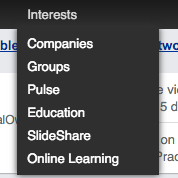 Interests
Companies
Groups
Pulse
Education
SlideShare
Online Learning